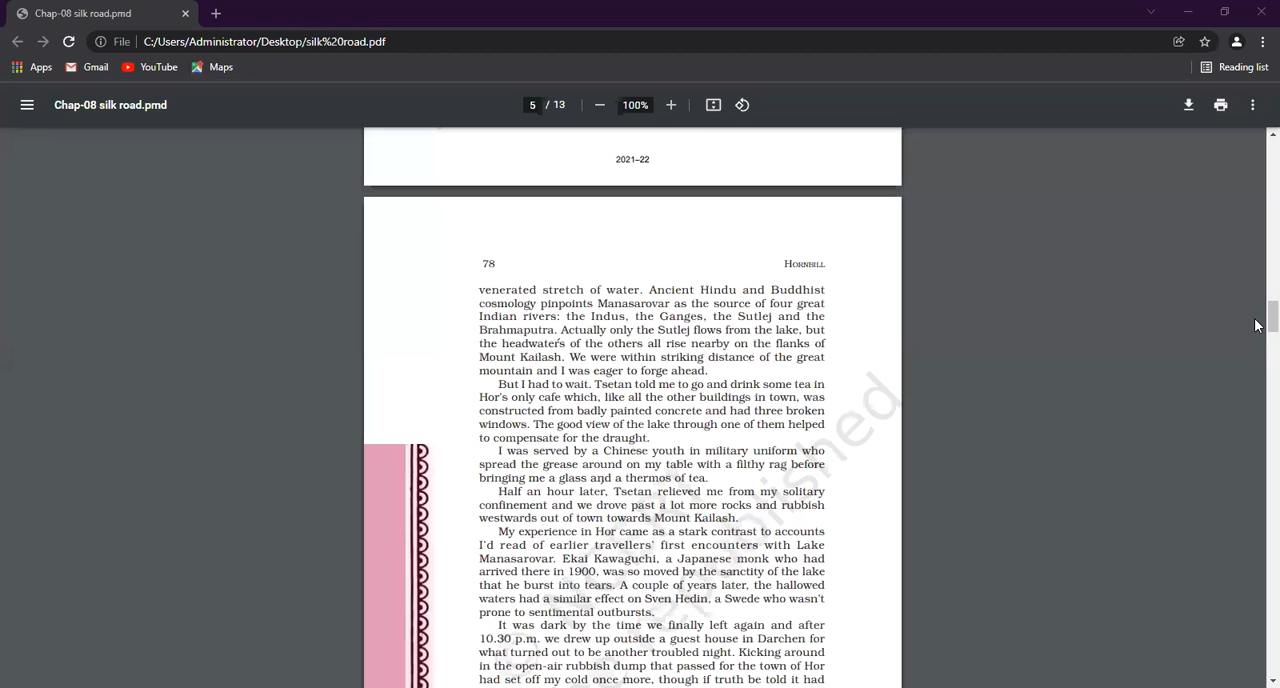 Chap-08 silk road.pmd
File
C:/Users/Administrator/Desktop/silk%20road.pdf
Apps
Gmail
YouTube
Maps
Reading list
Chap-08 silk road.pmd
5 / 13
100%
2021–22
78
HORNBILL
venerated stretch of water. Ancient Hindu and Buddhist
cosmology pinpoints Manasarovar as the source of four great
Indian rivers: the Indus, the Ganges, the Sutlej and the
Brahmaputra. Actually only the Sutlej flows from the lake, but
the headwaters of the others all rise nearby on the flanks of
Mount Kailash. We were within striking distance of the great
mountain and I was eager to forge ahead.
But I had to wait. Tsetan told me to go and drink some tea in
Hor's only cafe which, like all the other buildings in town, was
constructed from badly painted concrete and had three broken
windows. The good view of the lake through one of them helped
to compensate for the draught.
I was served by a Chinese youth in military uniform who
spread the grease around on my table with a filthy rag before
bringing me a glass and a thermos of tea.
Half an hour later, Tsetan relieved me from my solitary
confinement and we drove past a lot more rocks and rubbish
westwards out of town towards Mount Kailash.
My experience in Hor came as a stark contrast to accounts
I'd read of earlier travellers' first encounters with Lake
Manasarovar. Ekai Kawaguchi, a Japanese monk who had
arrived there in 1900, was so moved by the sanctity of the lake
that he burst into tears. A couple of years later, the hallowed
waters had a similar effect on Sven Hedin, a Swede who wasn't
prone to sentimental outbursts.
It was dark by the time we finally left again and after
10.30 p.m. we drew up outside a guest house in Darchen for
what turned out to be another troubled night. Kicking around
in the open-air rubbish dump that passed for the town of Hor
had set off my cold once more, though if truth be told it had